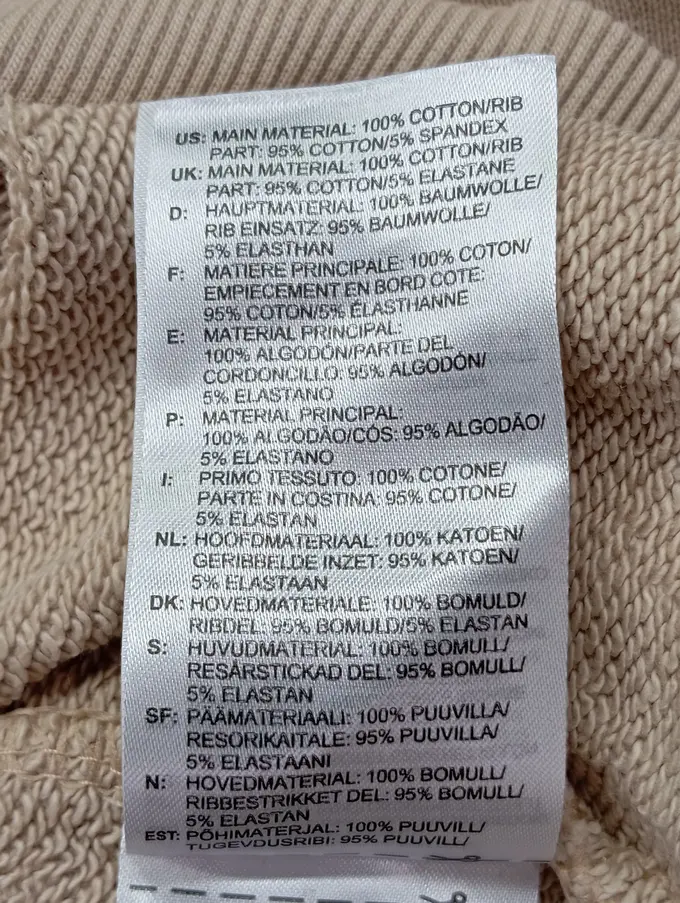 US: MAIN MATERIAL: 100% COTTON/RIB
PART: 95% COTTON/5% SPANDEX
UK: MAIN MATERIAL: 100% COTTON/RIB
PART: 95% COTTON/5% ELASTANE
D: HAUPTMATERIAL: 100% BAUMWOLLE/
RIB EINSATZ: 95% BAUMWOLLE/
5% ELASTHAN
F: MATIÈRE PRINCIPALE: 100% COTON/
EMPIECEMENT EN BORD COTE:
95% COTON/5% ÉLASTHANNE
E: MATERIAL PRINCIPAL:
100% ALGODÓN/PARTE DEL
CORDONCILLO: 95% ALGODÓN/
5% ELASTANO
P: MATERIAL PRINCIPAL:
100% ALGODÃO/CÓS: 95% ALGODÃO/
5% ELASTANO
I: PRIMO TESSUTO: 100% COTONE/
PARTE IN COSTINA: 95% COTONE/
5% ELASTAN
NL: HOOFDMATERIAAL: 100% KATOEN/
GERIBBELDE INZET: 95% KATOEN/
5% ELASTAAN
DK: HOVEDMATERIALE: 100% BOMULD/
RIBDEL: 95% BOMULD/5% ELASTAN
S: HUVUDMATERIAL: 100% BOMULL/
RESÅRSTICKAD DEL: 95% BOMULL/
5% ELASTAN
SF: PÄÄMATERIAALI: 100% PUUVILLA/
RESORIKAITALE: 95% PUUVILLA/
5% ELASTAANI
N: HOVEDMATERIAL: 100% BOMULL/
RIBBESTRIKKET DEL: 95% BOMULL/
5% ELASTAN
EST: PÕHIMATERJAL: 100% PUUVILL/
TUGEVDUSRIBI: 95% PUUVILL/